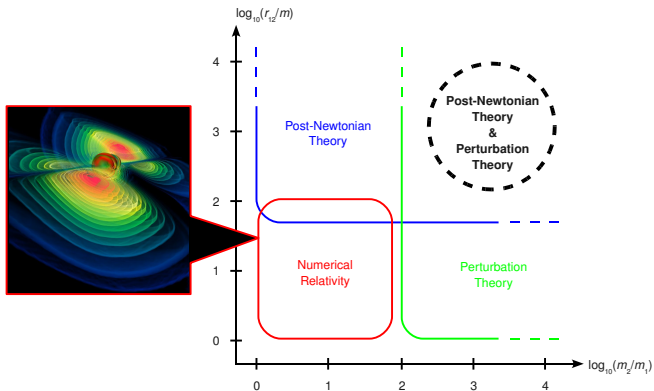 log₁₀(r₁₂/m)
4
3
2
1
0
Post-Newtonian
Theory
Post-Newtonian
Theory
&
Perturbation
Theory
Numerical
Relativity
Perturbation
Theory
0
1
2
3
4
log₁₀(m₂/m₁)